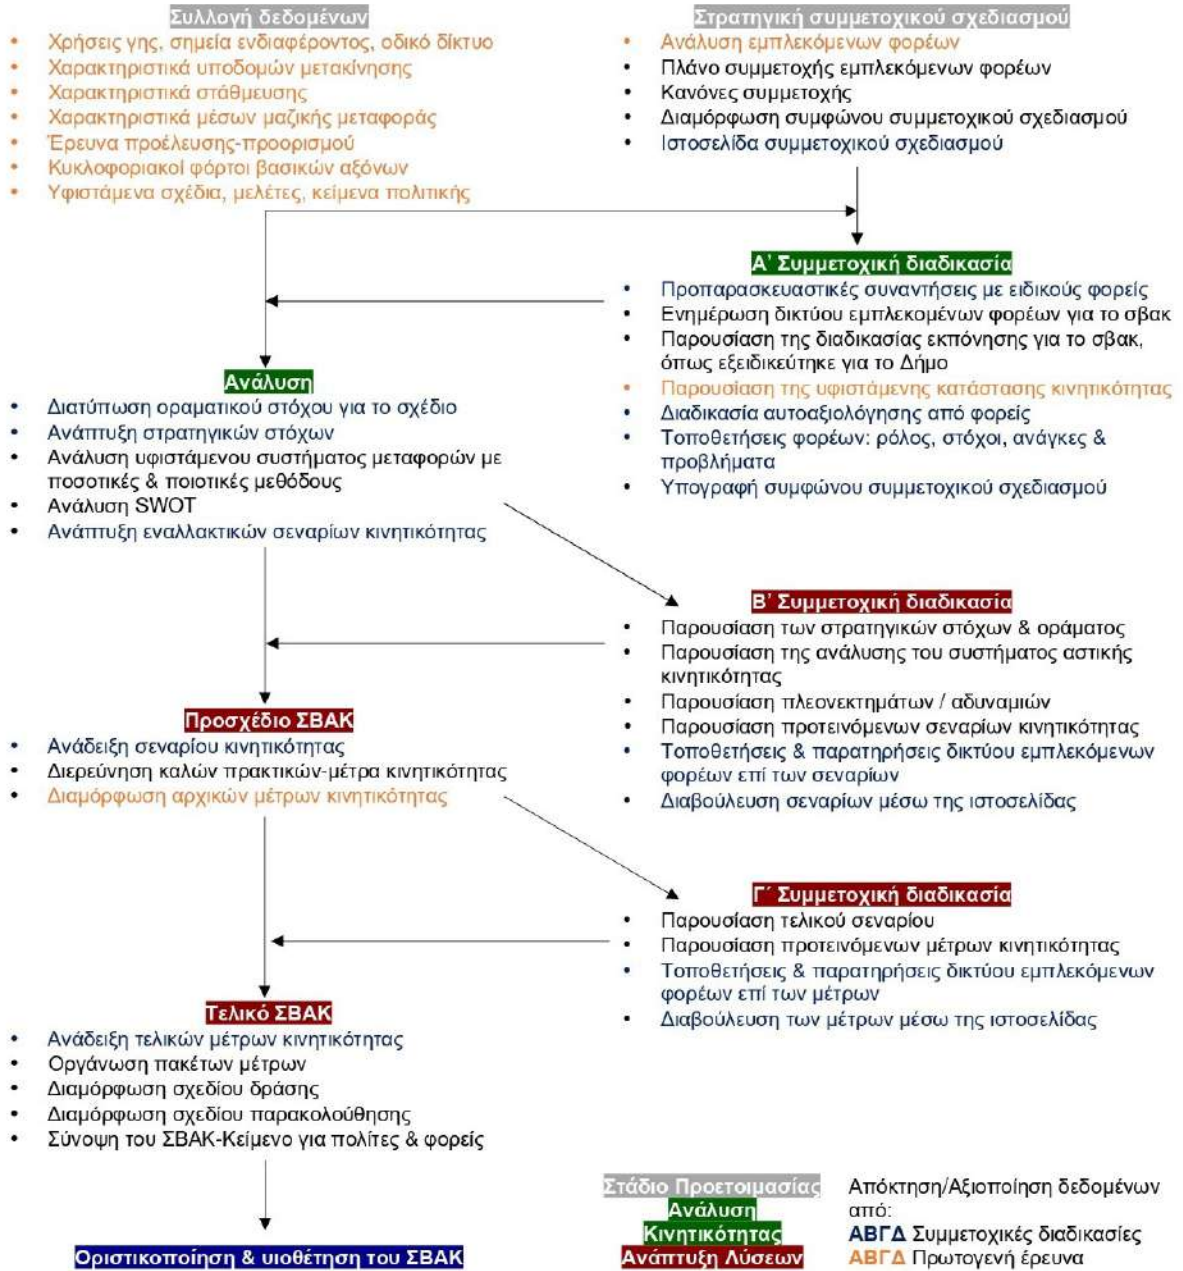 Συλλογή δεδομένων
• Χρήσεις γης, σημεία ενδιαφέροντος, οδικό δίκτυο
• Χαρακτηριστικά υποδομών μετακίνησης
• Χαρακτηριστικά στάθμευσης
• Χαρακτηριστικά μέσων μαζικής μεταφοράς
• Έρευνα προέλευσης-προορισμού
• Κυκλοφοριακοί φόρτοι βασικών αξόνων
• Υφιστάμενα σχέδια, μελέτες, κείμενα πολιτικής
Στρατηγική συμμετοχικού σχεδιασμού
• Ανάλυση εμπλεκόμενων φορέων
• Πλάνο συμμετοχής εμπλεκόμενων φορέων
• Κανόνες συμμετοχής
• Διαμόρφωση συμφώνου συμμετοχικού σχεδιασμού
• Ιστοσελίδα συμμετοχικού σχεδιασμού
Α' Συμμετοχική διαδικασία
• Προπαρασκευαστικές συναντήσεις με ειδικούς φορείς
• Ενημέρωση δικτύου εμπλεκομένων φορέων για το σβακ
• Παρουσίαση της διαδικασίας εκπόνησης για το σβακ,
όπως εξειδικεύτηκε για το Δήμο
• Παρουσίαση της υφιστάμενης κατάστασης κινητικότητας
• Διαδικασία αυτοαξιολόγησης από φορείς
• Τοποθετήσεις φορέων: ρόλος, στόχοι, ανάγκες &
προβλήματα
• Υπογραφή συμφώνου συμμετοχικού σχεδιασμού
Ανάλυση
• Διατύπωση οραματικού στόχου για το σχέδιο
• Ανάπτυξη στρατηγικών στόχων
• Ανάλυση υφιστάμενου συστήματος μεταφορών με
ποσοτικές & ποιοτικές μεθόδους
• Ανάλυση SWOT
• Ανάπτυξη εναλλακτικών σεναρίων κινητικότητας
Β' Συμμετοχική διαδικασία
• Παρουσίαση των στρατηγικών στόχων & οράματος
• Παρουσίαση της ανάλυσης του συστήματος αστικής
κινητικότητας
• Παρουσίαση πλεονεκτημάτων / αδυναμιών
• Παρουσίαση προτεινόμενων σεναρίων κινητικότητας
• Τοποθετήσεις & παρατηρήσεις δικτύου εμπλεκόμενων
φορέων επί των σεναρίων
• Διαβούλευση σεναρίων μέσω της ιστοσελίδας
Προσχέδιο ΣΒΑΚ
• Ανάδειξη σεναρίου κινητικότητας
• Διερεύνηση καλών πρακτικών-μέτρα κινητικότητας
• Διαμόρφωση αρχικών μέτρων κινητικότητας
Γ΄ Συμμετοχική διαδικασία
• Παρουσίαση τελικού σεναρίου
• Παρουσίαση προτεινόμενων μέτρων κινητικότητας
• Τοποθετήσεις & παρατηρήσεις δικτύου εμπλεκόμενων
φορέων επί των μέτρων
• Διαβούλευση των μέτρων μέσω της ιστοσελίδας
Τελικό ΣΒΑΚ
• Ανάδειξη τελικών μέτρων κινητικότητας
• Οργάνωση πακέτων μέτρων
• Διαμόρφωση σχεδίου δράσης
• Διαμόρφωση σχεδίου παρακολούθησης
• Σύνοψη του ΣΒΑΚ-Κείμενο για πολίτες & φορείς
Οριστικοποίηση & υιοθέτηση του ΣΒΑΚ
Στάδιο Προετοιμασίας
Ανάλυση
Κινητικότητας
Ανάπτυξη Λύσεων
Απόκτηση/Αξιοποίηση δεδομένων
από:
ΑΒΓΔ Συμμετοχικές διαδικασίες
ΑΒΓΔ Πρωτογενή έρευνα